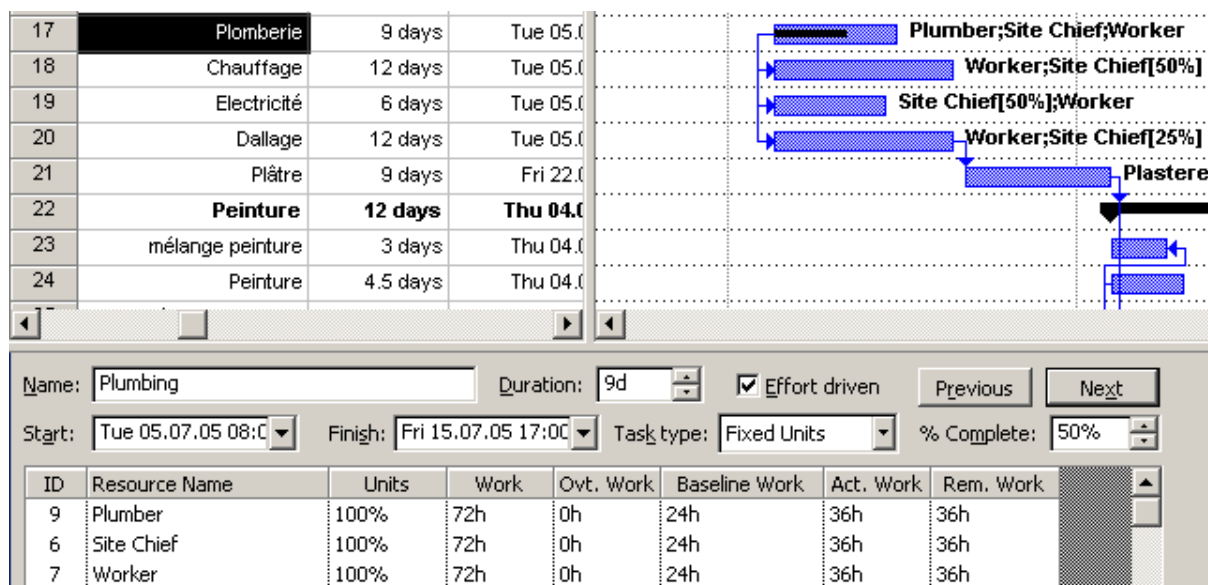 17 Plomberie 9 days Tue 05.0 Plumber;Site Chief;Worker
18 Chauffage 12 days Tue 05.0 Worker;Site Chief[50%]
19 Electricité 6 days Tue 05.0 Site Chief[50%];Worker
20 Dallage 12 days Tue 05.0 Worker;Site Chief[25%]
21 Plâtre 9 days Fri 22.0 Plastere
22 Peinture 12 days Thu 04.0
23 mélange peinture 3 days Thu 04.0
24 Peinture 4.5 days Thu 04.0
Name: Plumbing Duration: 9d Effort driven Previous Next
Start: Tue 05.07.05 08:0 Finish: Fri 15.07.05 17:00 Task type: Fixed Units % Complete: 50%
ID Resource Name Units Work Ovt. Work Baseline Work Act. Work Rem. Work
9 Plumber 100% 72h 0h 24h 36h 36h
6 Site Chief 100% 72h 0h 24h 36h 36h
7 Worker 100% 72h 0h 24h 36h 36h